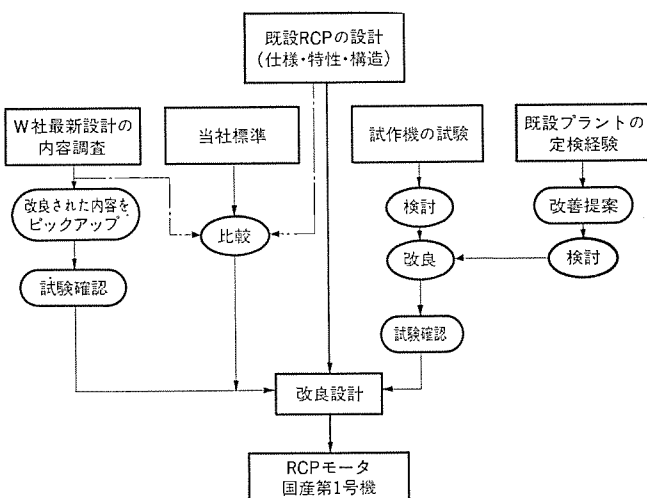 既設RCPの設計
(仕様・特性・構造)
W社最新設計の
内容調査
当社標準
試作機の試験
既設プラントの
定検経験
改良された内容を
ピックアップ
比較
検討
改善提案
改良
検討
試験確認
試験確認
改良設計
RCPモータ
国産第1号機